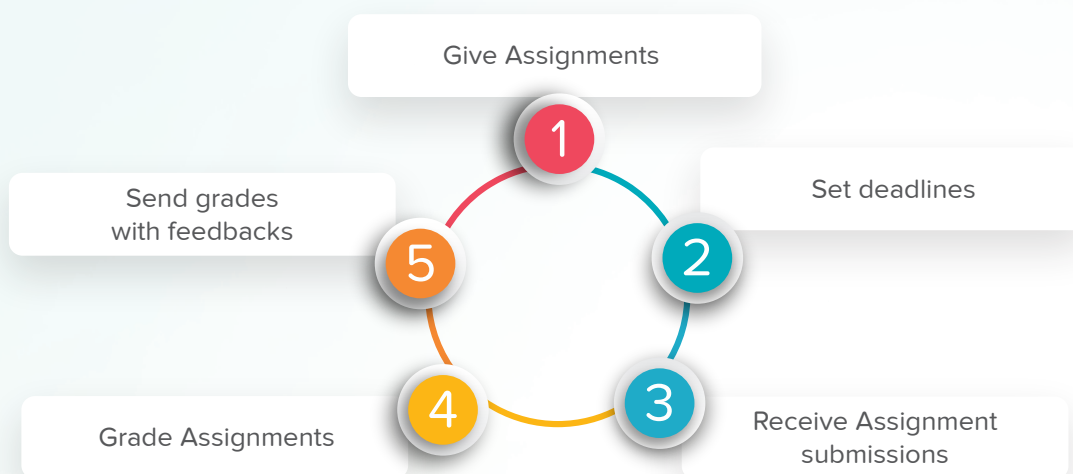 Give Assignments
1
Set deadlines
2
Receive Assignment
submissions
3
Grade Assignments
4
Send grades
with feedbacks
5